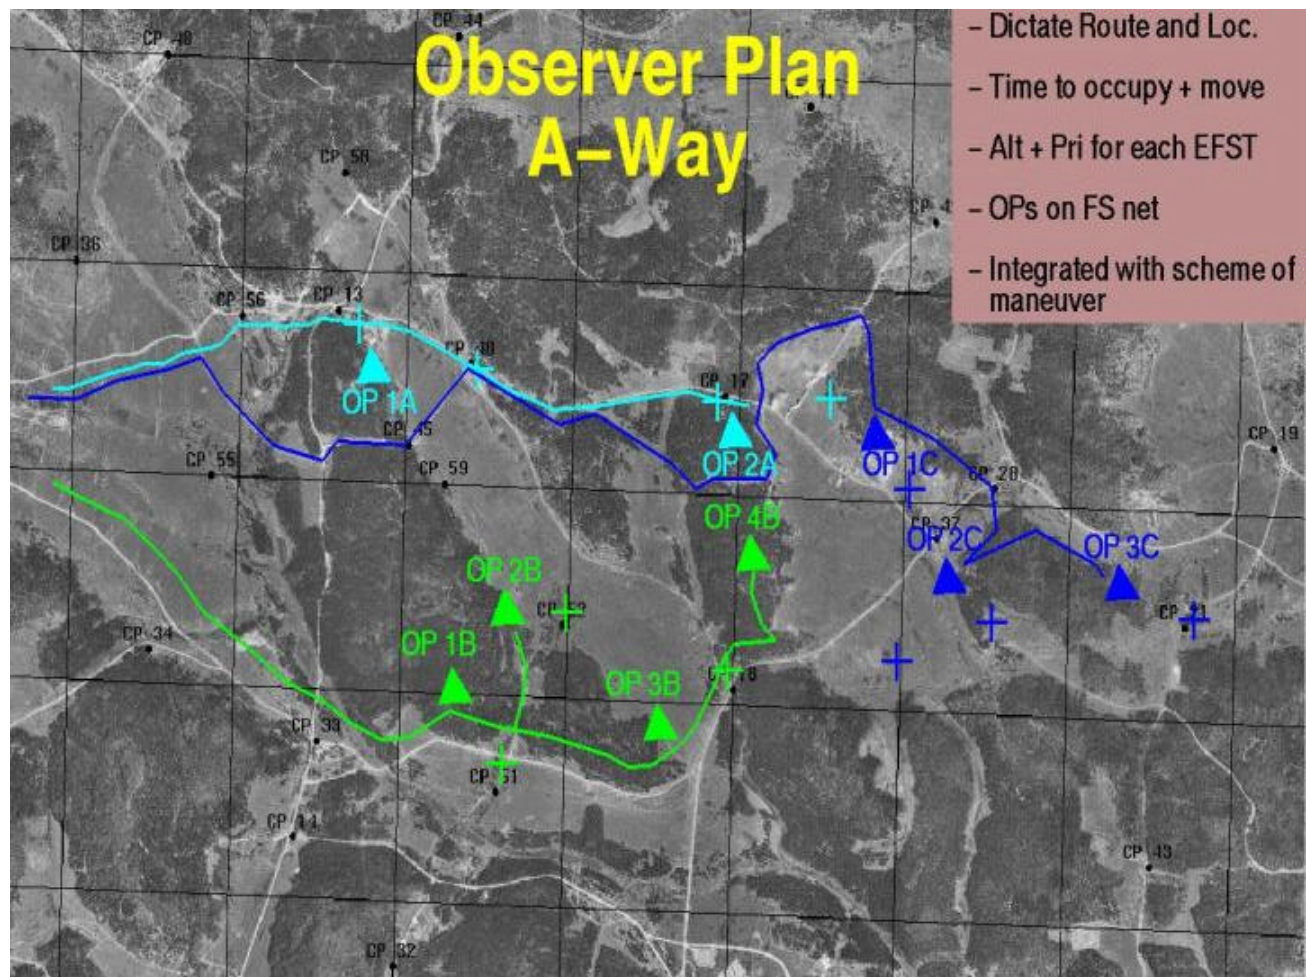 CP 44
CP 48
Observer Plan
A–Way
– Dictate Route and Loc.
– Time to occupy + move
– Alt + Pri for each EFST
– OPs on FS net
– Integrated with scheme of
maneuver
CP 58
CP 36
CP 56
CP 13
OP 1A
CP 17
OP 2A
OP 1C
CP 19
CP 45
CP 55
CP 59
CP 28
OP 4B
CP 37
OP 2C
OP 3C
OP 2B
CP 52
CP 34
OP 1B
OP 3B
CP 33
CP 51
CP 14
CP 43
CP 32